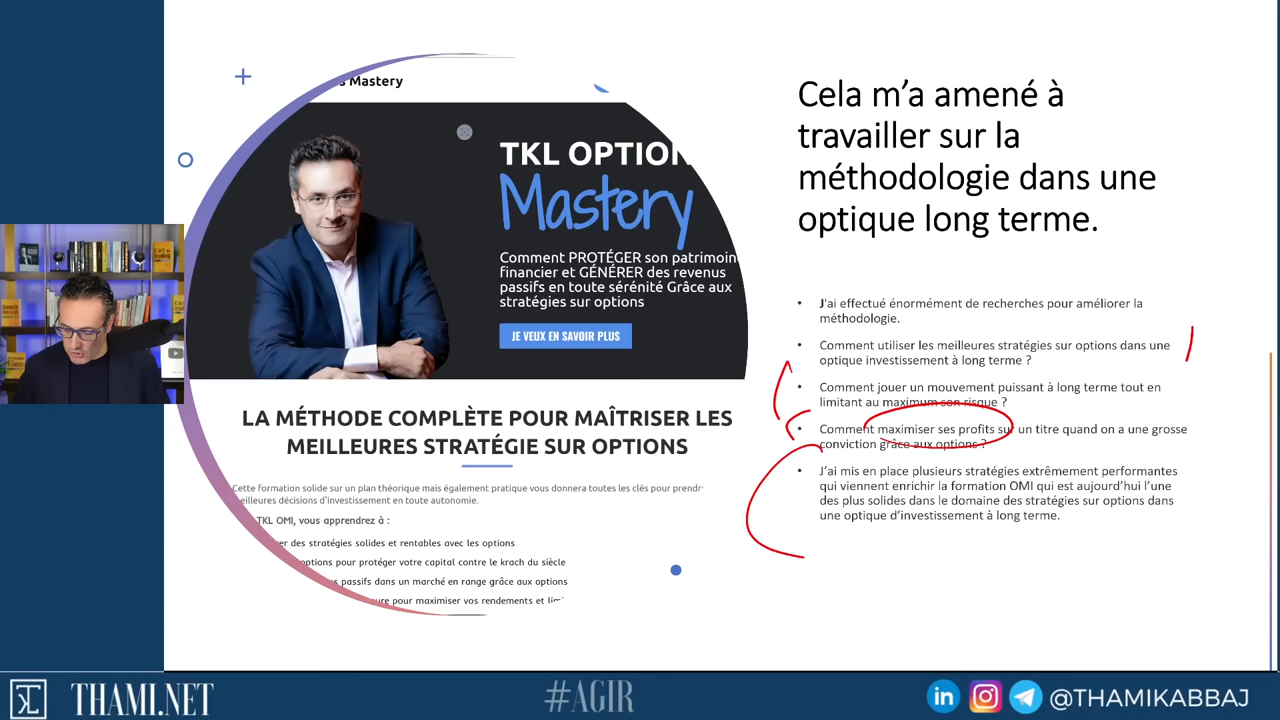 s Mastery
TKL OPTION
Mastery
Comment PROTÉGER son patrimoin
financier et GÉNÉRER des revenus
passifs en toute sérénité Grâce aux
stratégies sur options
JE VEUX EN SAVOIR PLUS
LA MÉTHODE COMPLÈTE POUR MAÎTRISER LES
MEILLEURES STRATÉGIE SUR OPTIONS
Cette formation solide sur un plan théorique mais également pratique vous donnera toutes les clés pour prendr
meilleures décisions d'investissement en toute autonomie.
TKL OMI, vous apprendrez à :
er des stratégies solides et rentables avec les options
options pour protéger votre capital contre le krach du siècle
us passifs dans un marché en range grâce aux options
ure pour maximiser vos rendements et limi
Cela m'a amené à
travailler sur la
méthodologie dans une
optique long terme.
• J'ai effectué énormément de recherches pour améliorer la
méthodologie.
• Comment utiliser les meilleures stratégies sur options dans une
optique investissement à long terme ?
• Comment jouer un mouvement puissant à long terme tout en
limitant au maximum son risque ?
• Comment maximiser ses profits sur un titre quand on a une grosse
conviction grâce aux options ?
• J'ai mis en place plusieurs stratégies extrêmement performantes
qui viennent enrichir la formation OMI qui est aujourd'hui l'une
des plus solides dans le domaine des stratégies sur options dans
une optique d'investissement à long terme.
THAMI.NET
#AGIR
@THAMIKABBAJ